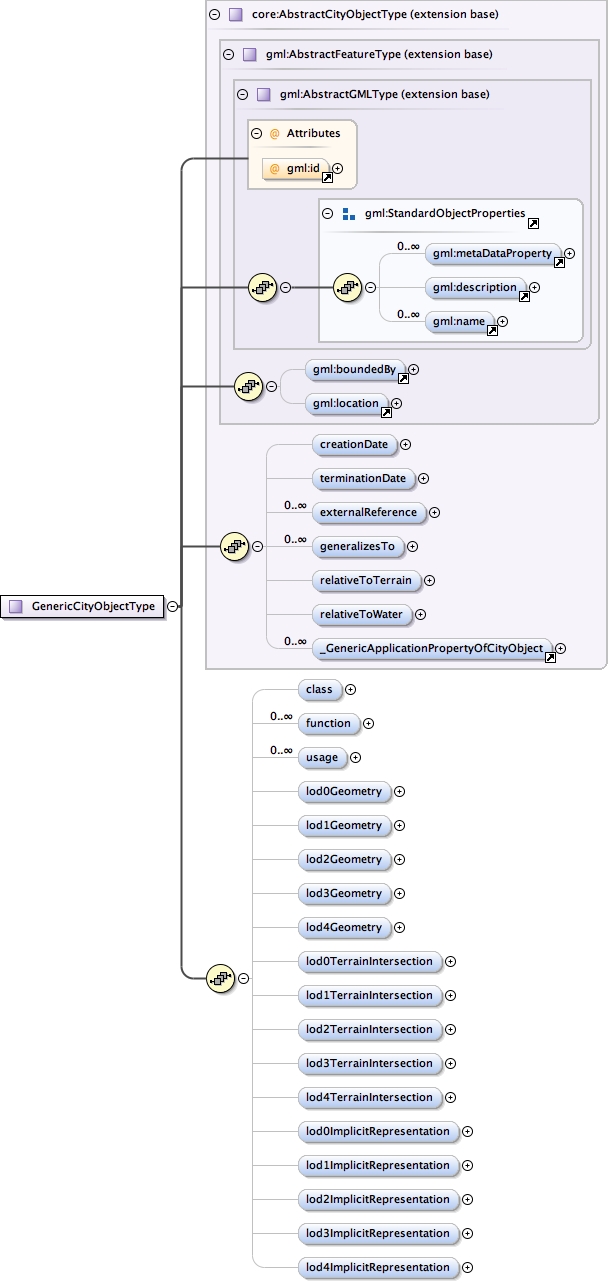 core:AbstractCityObjectType (extension base)
gml:AbstractFeatureType (extension base)
gml:AbstractGMLType (extension base)
@ Attributes
@ gml:id
gml:StandardObjectProperties
0..∞
gml:metaDataProperty
gml:description
0..∞
gml:name
gml:boundedBy
gml:location
creationDate
terminationDate
0..∞
externalReference
0..∞
generalizesTo
relativeToTerrain
GenericCityObjectType
relativeToWater
0..∞
_GenericApplicationPropertyOfCityObject
class
0..∞
function
0..∞
usage
lod0Geometry
lod1Geometry
lod2Geometry
lod3Geometry
lod4Geometry
lod0TerrainIntersection
lod1TerrainIntersection
lod2TerrainIntersection
lod3TerrainIntersection
lod4TerrainIntersection
lod0ImplicitRepresentation
lod1ImplicitRepresentation
lod2ImplicitRepresentation
lod3ImplicitRepresentation
lod4ImplicitRepresentation